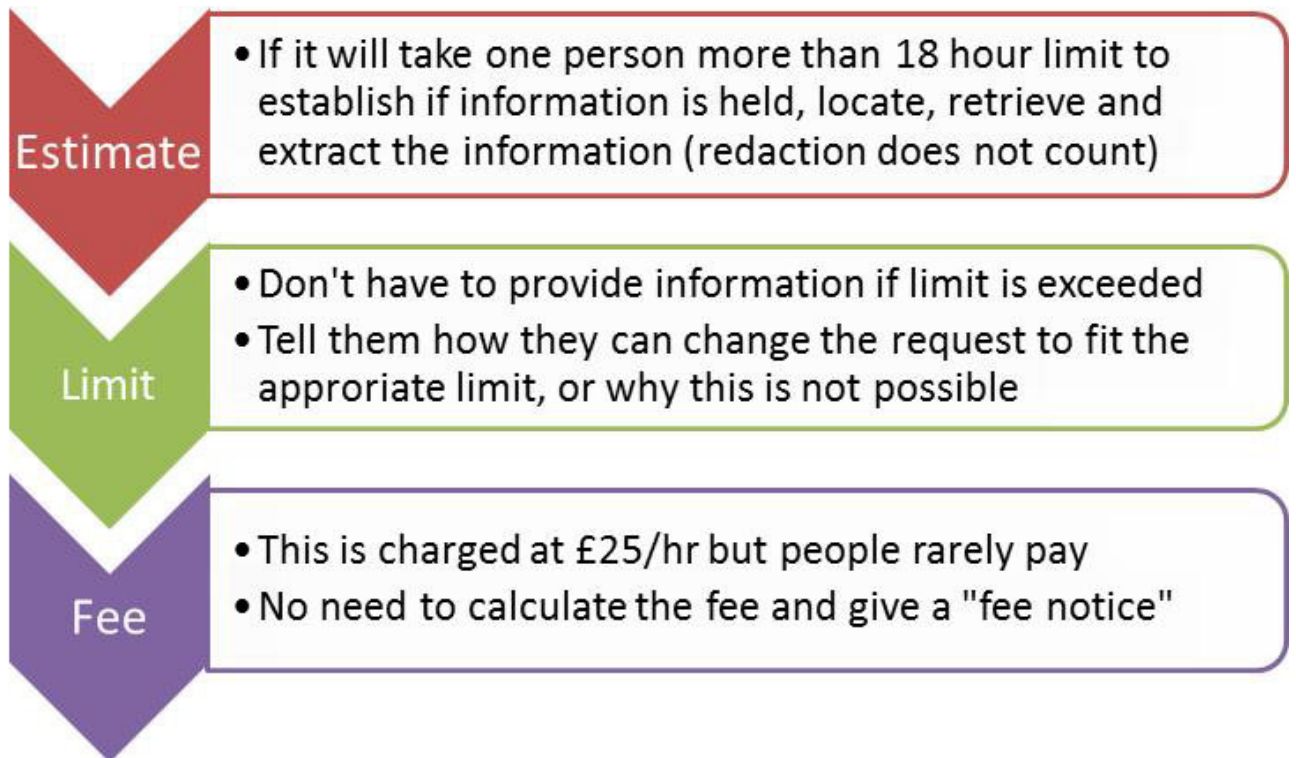 Estimate
•If it will take one person more than 18 hour limit to
establish if information is held, locate, retrieve and
extract the information (redaction does not count)
Limit
•Don't have to provide information if limit is exceeded
•Tell them how they can change the request to fit the
approriate limit, or why this is not possible
Fee
•This is charged at £25/hr but people rarely pay
•No need to calculate the fee and give a "fee notice"